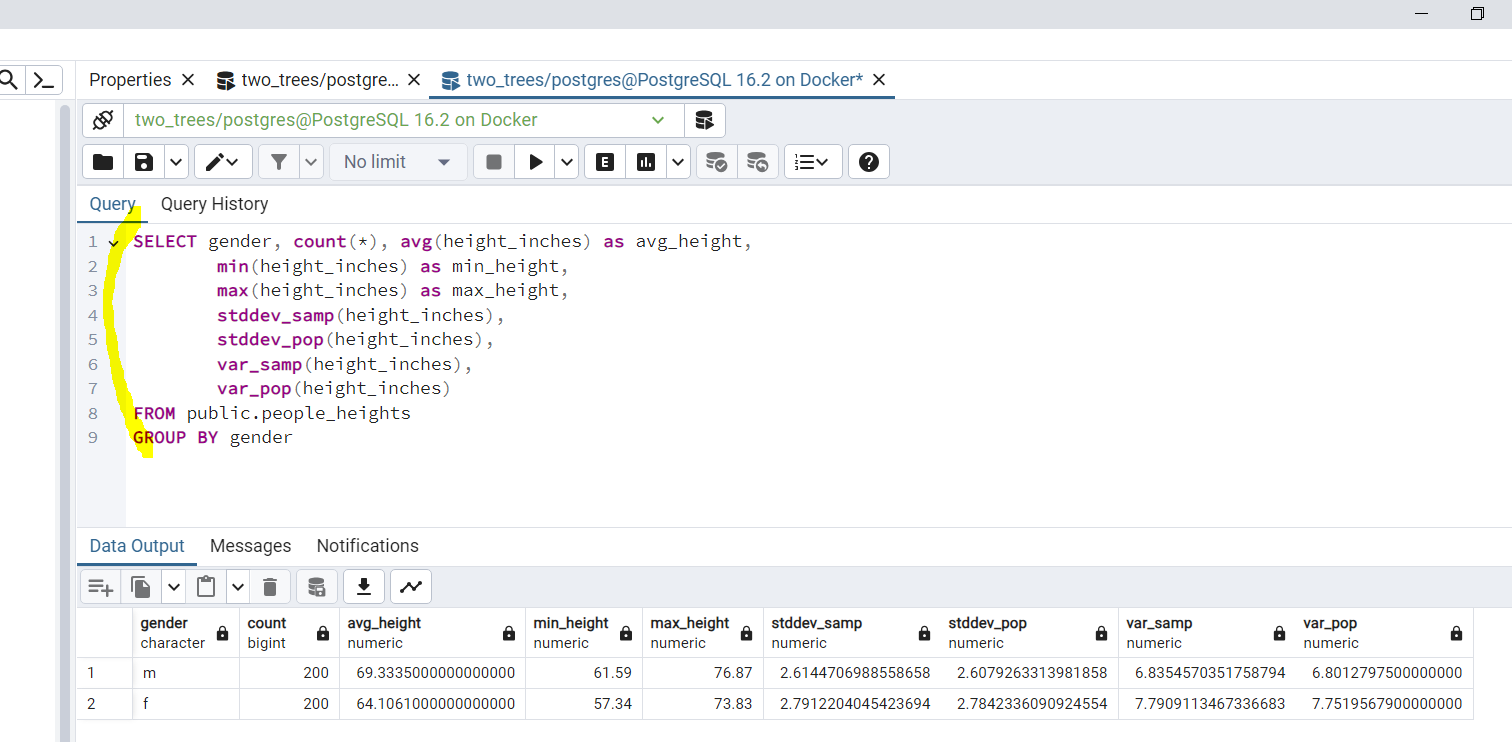 Properties two_trees/postgre... two_trees/postgres@PostgreSQL 16.2 on Docker*
two_trees/postgres@PostgreSQL 16.2 on Docker
No limit E
Query Query History
1 SELECT gender, count(*), avg(height_inches) as avg_height,
2 min(height_inches) as min_height,
3 max(height_inches) as max_height,
4 stddev_samp(height_inches),
5 stddev_pop(height_inches),
6 var_samp(height_inches),
7 var_pop(height_inches)
8 FROM public.people_heights
9 GROUP BY gender
Data Output Messages Notifications
gender count avg_height min_height max_height stddev_samp stddev_pop var_samp var_pop
character bigint numeric numeric numeric numeric numeric numeric numeric
1 m 200 69.3335000000000000 61.59 76.87 2.6144706988558658 2.6079263313981858 6.8354570351758794 6.8012797500000000
2 f 200 64.1061000000000000 57.34 73.83 2.7912204045423694 2.7842336090924554 7.7909113467336683 7.7519567900000000